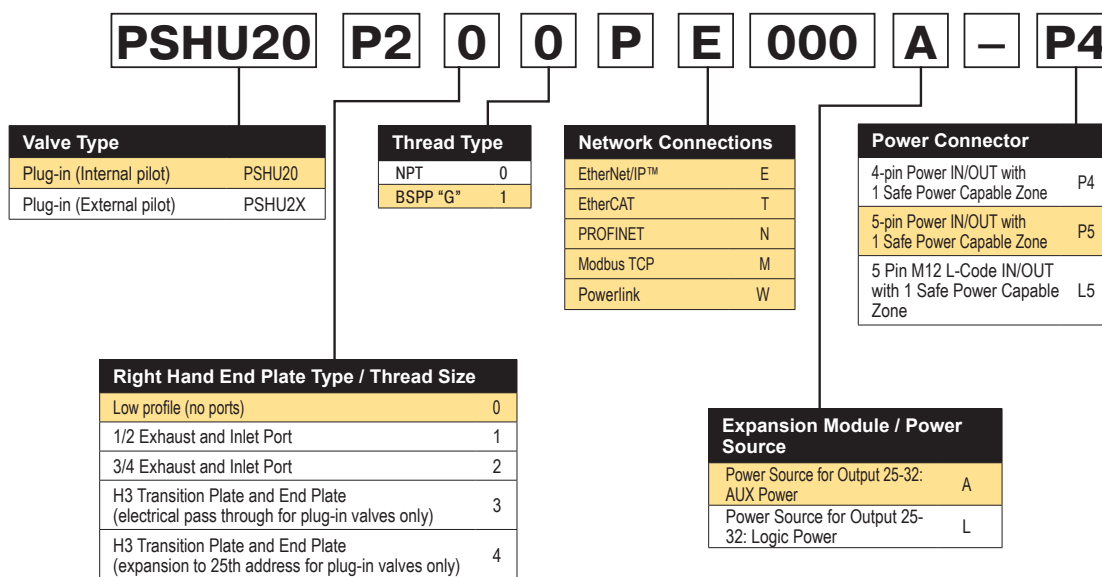 PSHU20 P2 0 0 P E 000 A – P4
Valve Type
Plug-in (Internal pilot) PSHU20
Plug-in (External pilot) PSHU2X
Thread Type
NPT 0
BSPP “G” 1
Network Connections
EtherNet/IP™ E
EtherCAT T
PROFINET N
Modbus TCP M
Powerlink W
Power Connector
4-pin Power IN/OUT with
1 Safe Power Capable Zone P4
5-pin Power IN/OUT with
1 Safe Power Capable Zone P5
5 Pin M12 L-Code IN/OUT
with 1 Safe Power Capable L5
Zone
Right Hand End Plate Type / Thread Size
Low profile (no ports) 0
1/2 Exhaust and Inlet Port 1
3/4 Exhaust and Inlet Port 2
H3 Transition Plate and End Plate
(electrical pass through for plug-in valves only) 3
H3 Transition Plate and End Plate
(expansion to 25th address for plug-in valves only) 4
Expansion Module / Power
Source
Power Source for Output 25-32:
AUX Power A
Power Source for Output 25-
32: Logic Power L